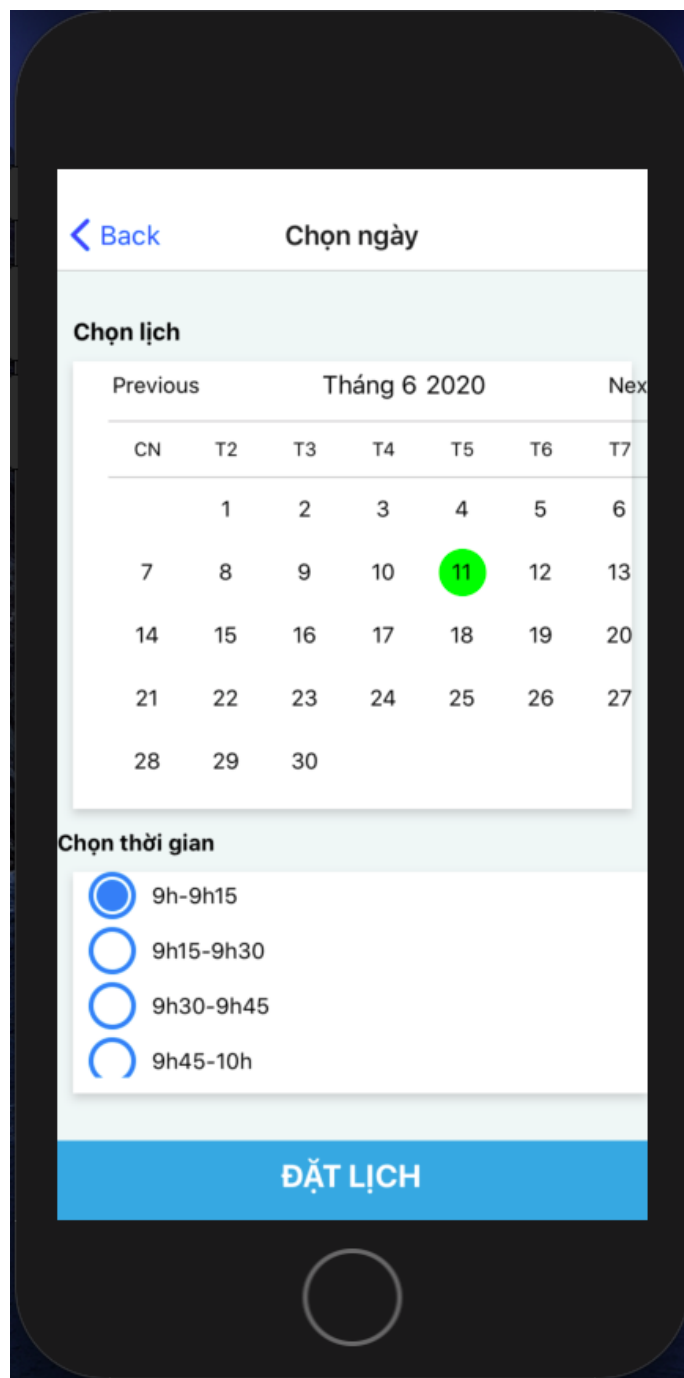 Back Chọn ngày
Chọn lịch
Previous Tháng 6 2020 Nex
CN T2 T3 T4 T5 T6 T7
1 2 3 4 5 6
7 8 9 10 11 12 13
14 15 16 17 18 19 20
21 22 23 24 25 26 27
28 29 30
Chọn thời gian
9h-9h15
9h15-9h30
9h30-9h45
9h45-10h
ĐẶT LỊCH